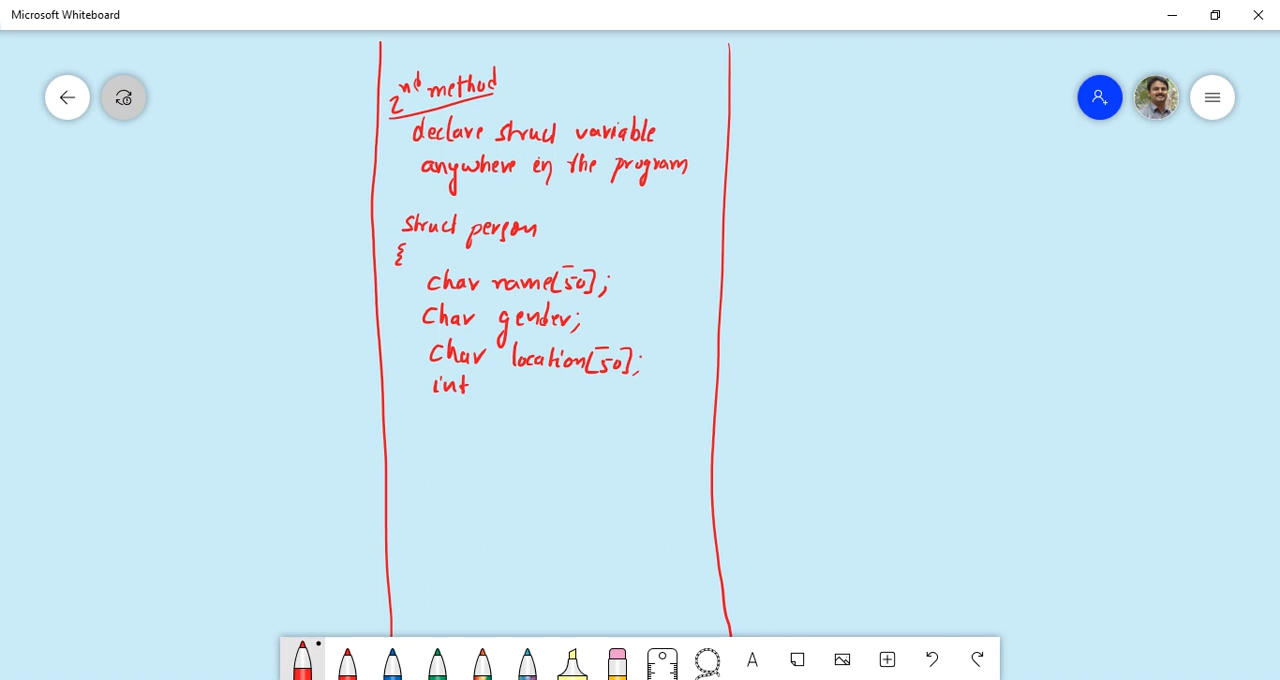 Microsoft Whiteboard
2nd method
declare struct variable
anywhere in the program
struct person
{
char name[50];
char gender;
char location[50];
int
A